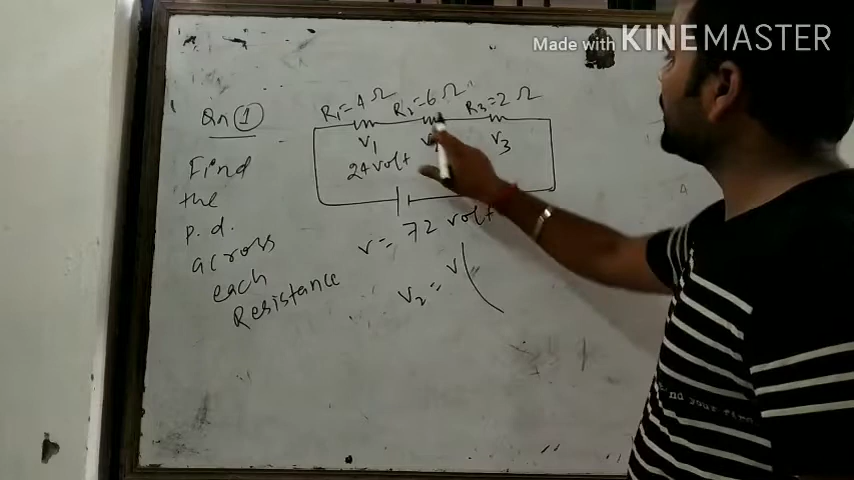 Made with KINEMASTER
Qn ①
R1=4 Ω R2=6 Ω R3=2 Ω
V1 V3
24 volt
Find
the
p.d.
across
each
Resistance
V= 72 volt
V2 = V(